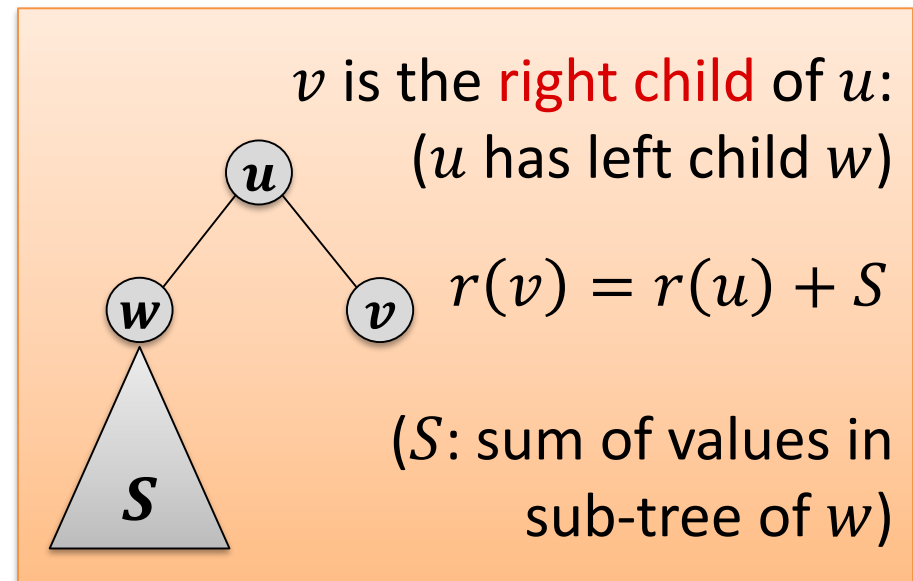 v is the right child of u:
(u has left child w)
u
w
v
r(v) = r(u) + S
S
(S: sum of values in
sub-tree of w)